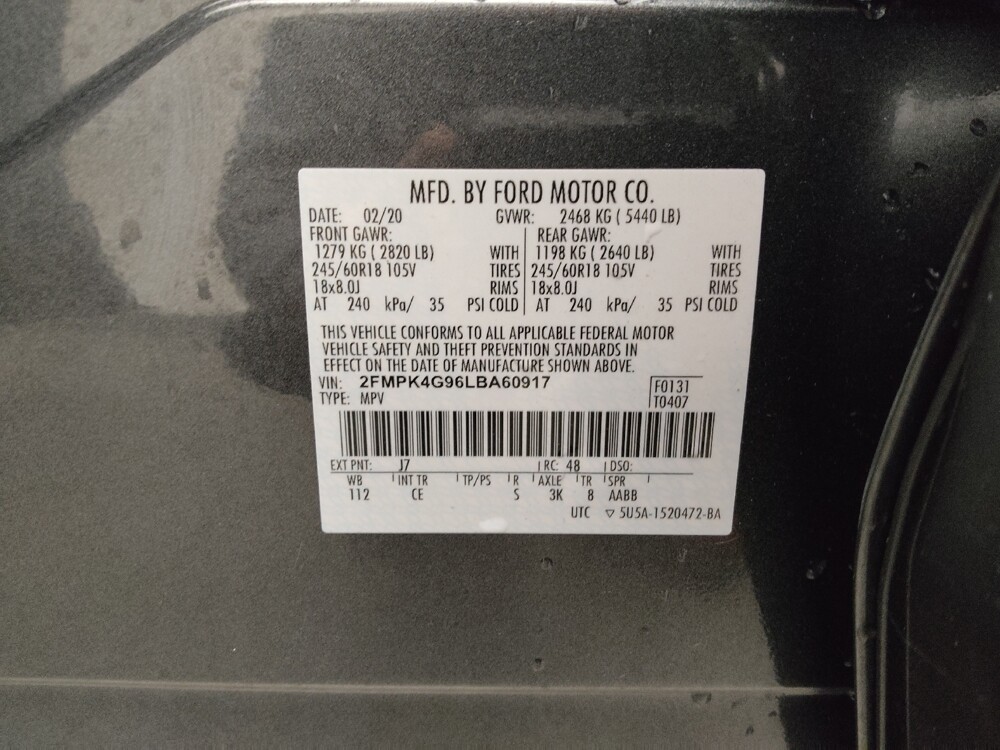 MFD. BY FORD MOTOR CO.
DATE: 02/20 GVWR: 2468 KG ( 5440 LB)
FRONT GAWR: REAR GAWR:
1279 KG ( 2820 LB) WITH 1198 KG ( 2640 LB) WITH
245/60R18 105V TIRES 245/60R18 105V TIRES
18x8.0J RIMS 18x8.0J RIMS
AT 240 kPa/ 35 PSI COLD AT 240 kPa/ 35 PSI COLD
THIS VEHICLE CONFORMS TO ALL APPLICABLE FEDERAL MOTOR
VEHICLE SAFETY AND THEFT PREVENTION STANDARDS IN
EFFECT ON THE DATE OF MANUFACTURE SHOWN ABOVE.
VIN: 2FMPK4G96LBA60917 F0131
TYPE: MPV T0407
EXT PNT: J7 RC: 48 DSO:
WB INT TR TP/PS R AXLE TR SPR
112 CE S 3K 8 AABB
UTC ▽ 5U5A-1520472-BA